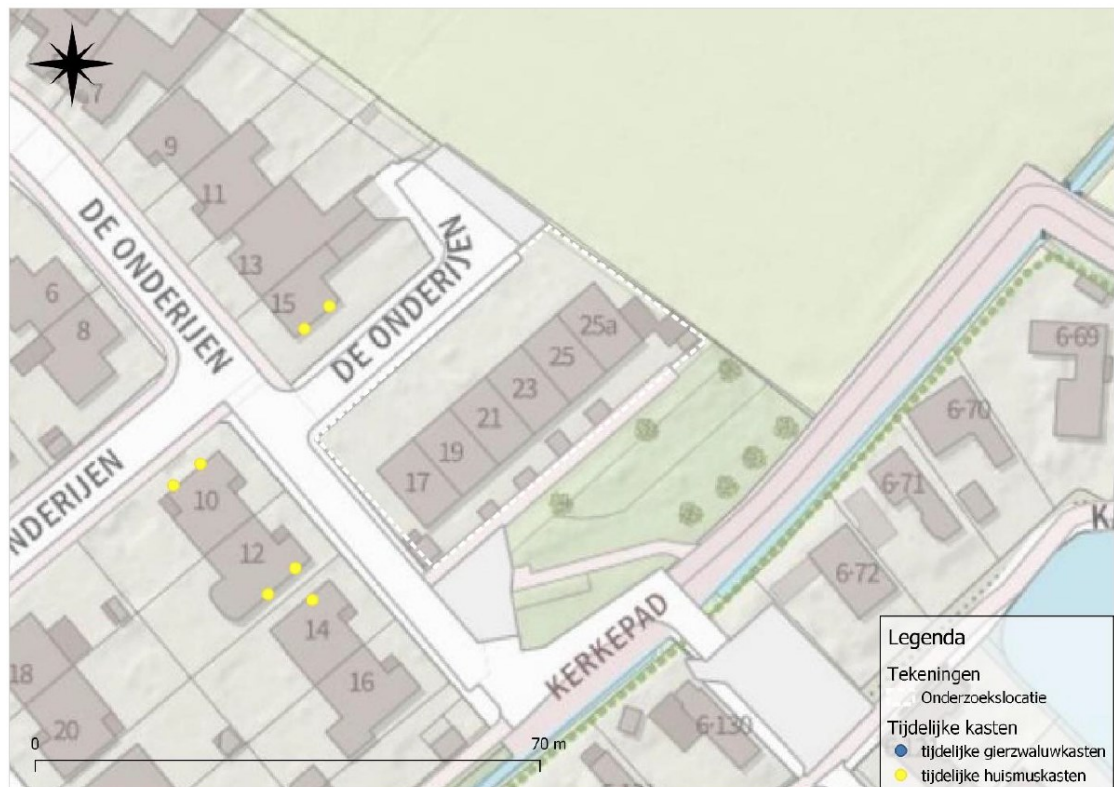 7
9
11
13
15
DE ONDERIJEN
DE ONDERIJEN
6
8
25a
25
23
21
19
17
6-69
6-70
6-71
6-72
10
12
NDERIJEN
14
16
18
20
KERKEPAD
6-130
K
0
70 m
Legenda
Tekeningen
Onderzoekslocatie
Tijdelijke kasten
tijdelijke gierzwaluwkasten
tijdelijke huismuskasten